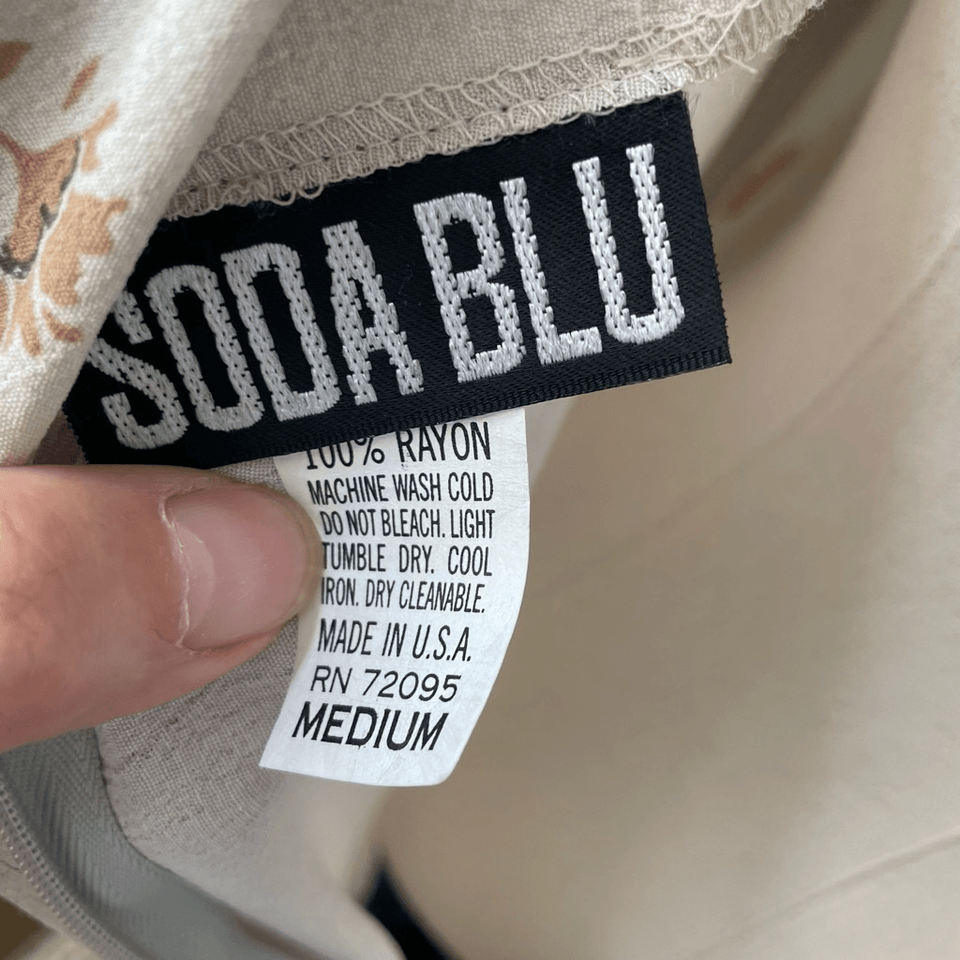 SODA BLU
100% RAYON
MACHINE WASH COLD
DO NOT BLEACH. LIGHT
TUMBLE DRY. COOL
IRON. DRY CLEANABLE.
MADE IN U.S.A.
RN 72095
MEDIUM